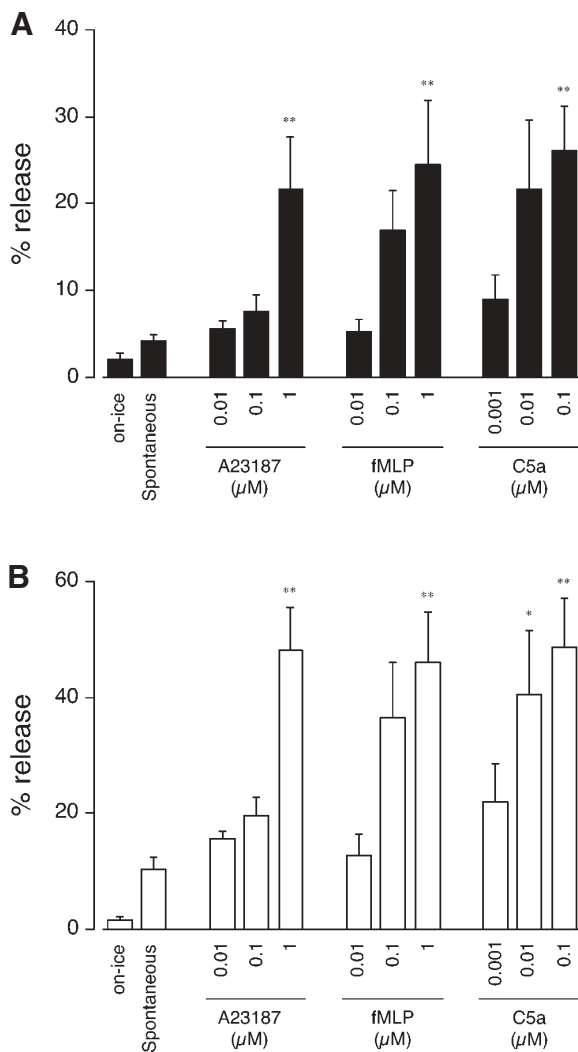 A
40
30
20
10
0
% release
**
**
**
on-ice
Spontaneous
0.01
0.1
1
0.01
0.1
1
0.001
0.01
0.1
A23187
(µM)
fMLP
(µM)
C5a
(µM)
B
60
40
20
0
% release
**
**
*
**
on-ice
Spontaneous
0.01
0.1
1
0.01
0.1
1
0.001
0.01
0.1
A23187
(µM)
fMLP
(µM)
C5a
(µM)